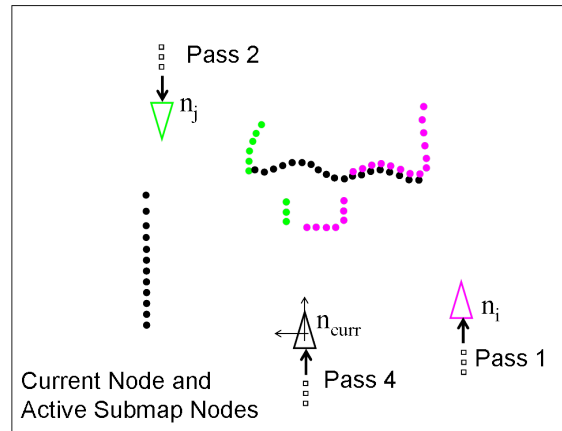 Pass 2
n_j
n_curr
n_i
Pass 1
Pass 4
Current Node and
Active Submap Nodes